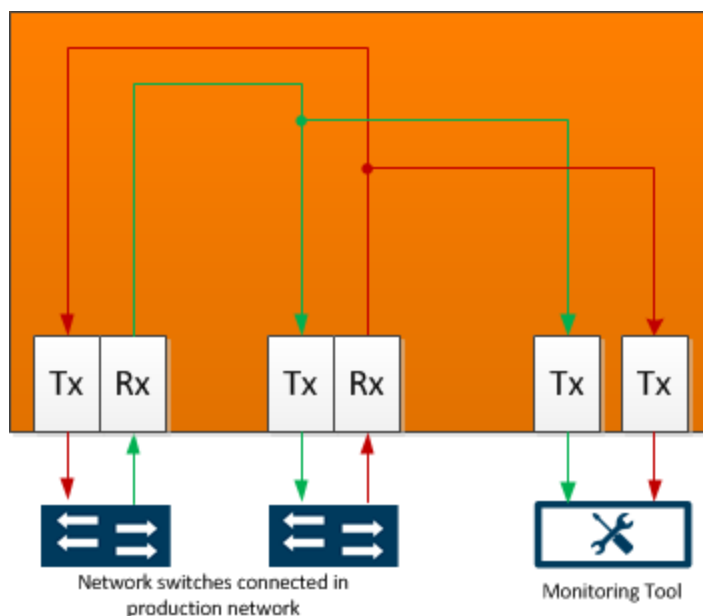 Tx
Rx
Tx
Rx
Tx
Tx
Network switches connected in
production network
Monitoring Tool